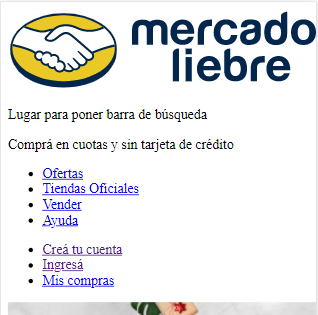 mercado
liebre
Lugar para poner barra de búsqueda
Comprá en cuotas y sin tarjeta de crédito
Ofertas
Tiendas Oficiales
Vender
Ayuda
Creá tu cuenta
Ingresá
Mis compras